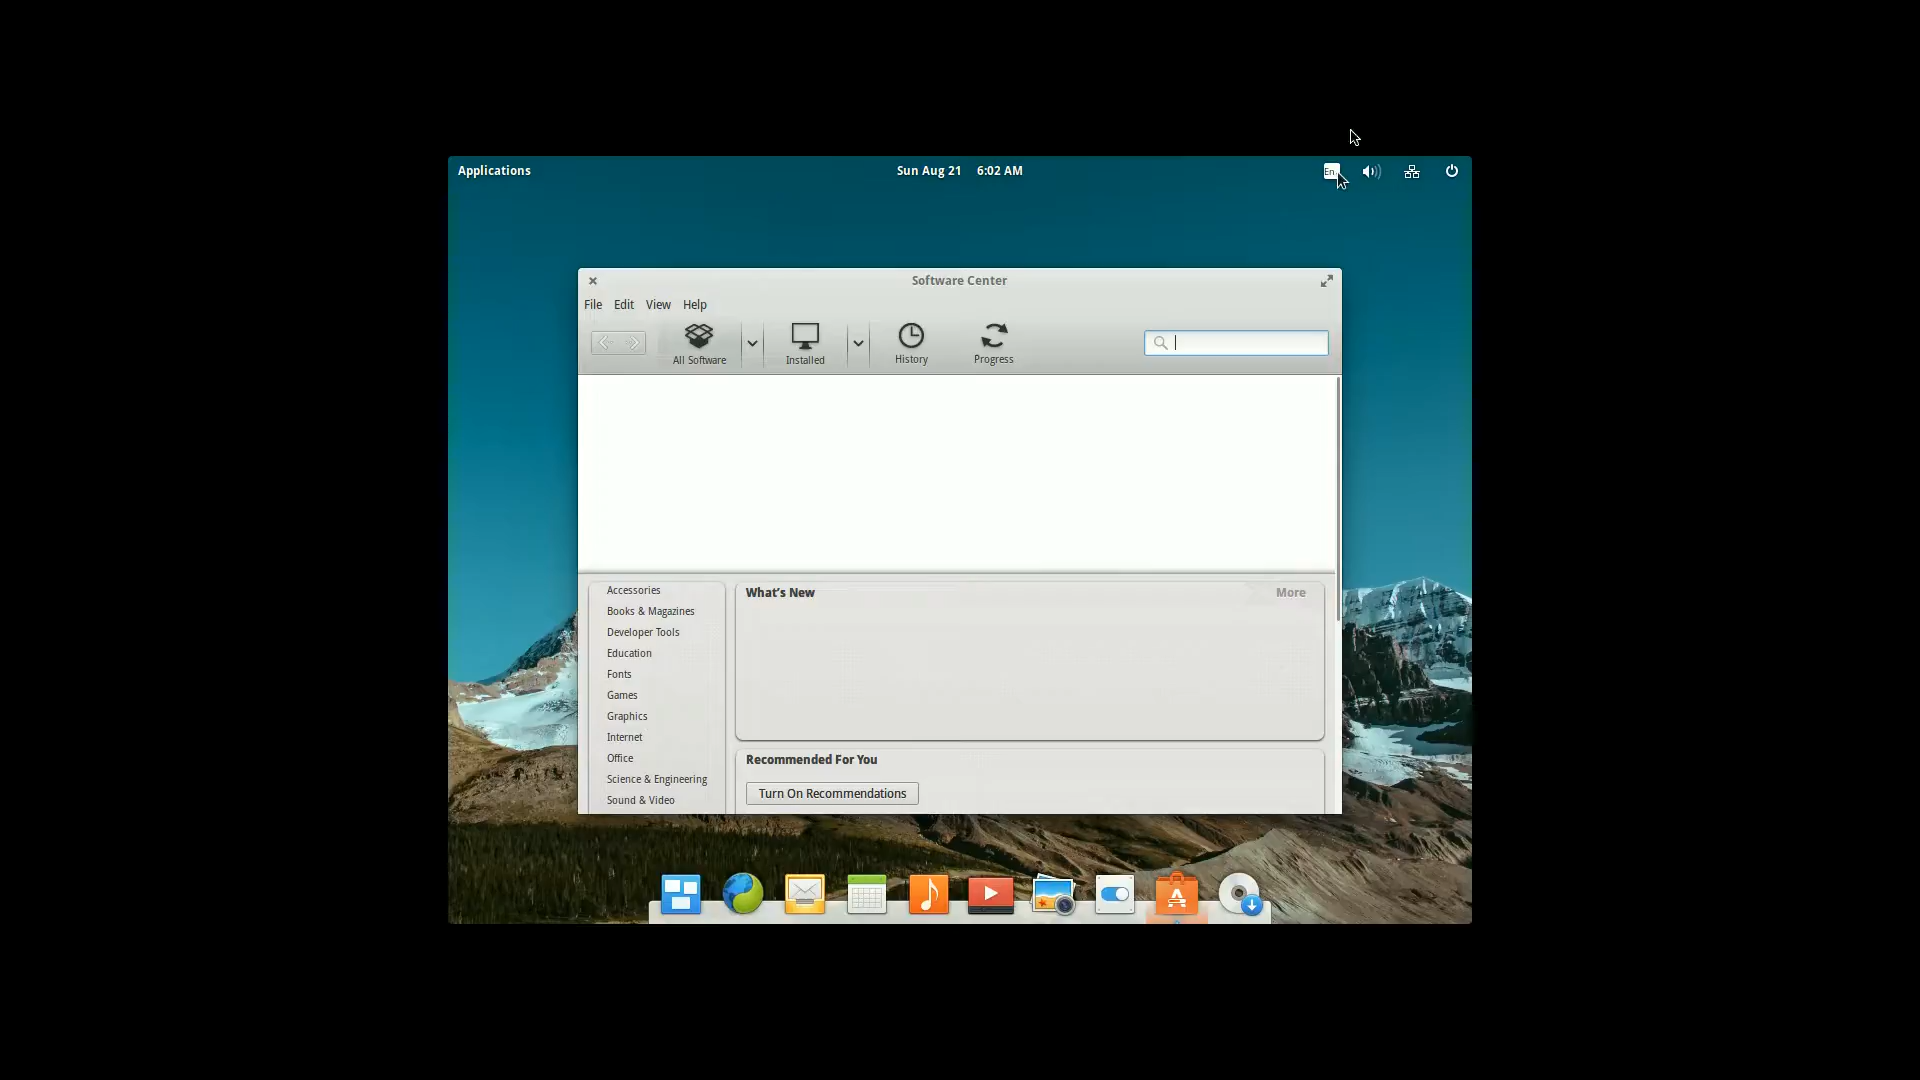 Applications
Sun Aug 21 6:02 AM
En
Software Center
File Edit View Help
All Software
Installed
History
Progress
Accessories
Books & Magazines
Developer Tools
Education
Fonts
Games
Graphics
Internet
Office
Science & Engineering
Sound & Video
What's New
More
Recommended For You
Turn On Recommendations